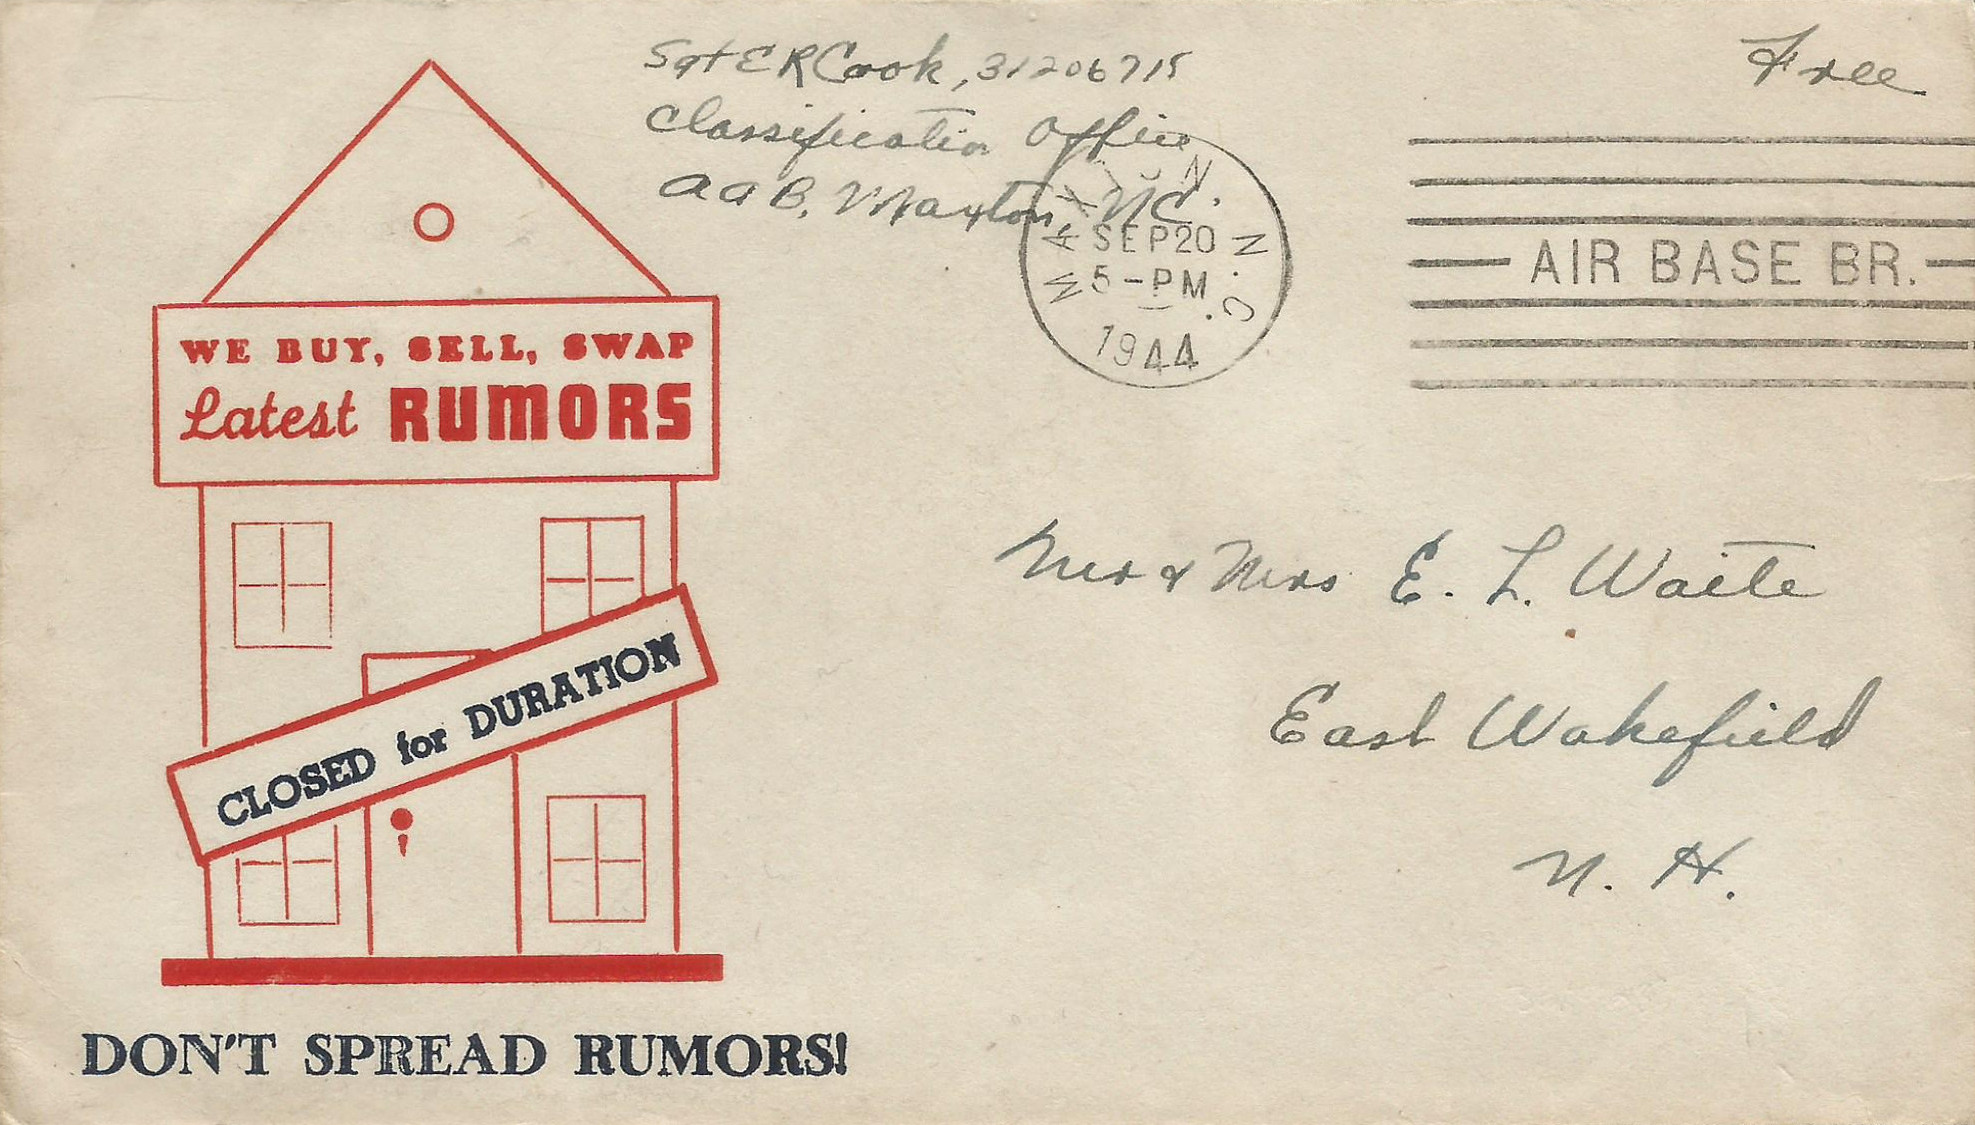 Sgt E R Cook, 31206715
Classification Office
A A B. Maxton, N C.
Free
MAXTON N.C.
SEP 20
5-PM
1944
AIR BASE BR.
WE BUY, SELL, SWAP
Latest RUMORS
CLOSED for DURATION
DON'T SPREAD RUMORS!
Mr & Mrs E. L. Waite
East Wakefield
N. H.